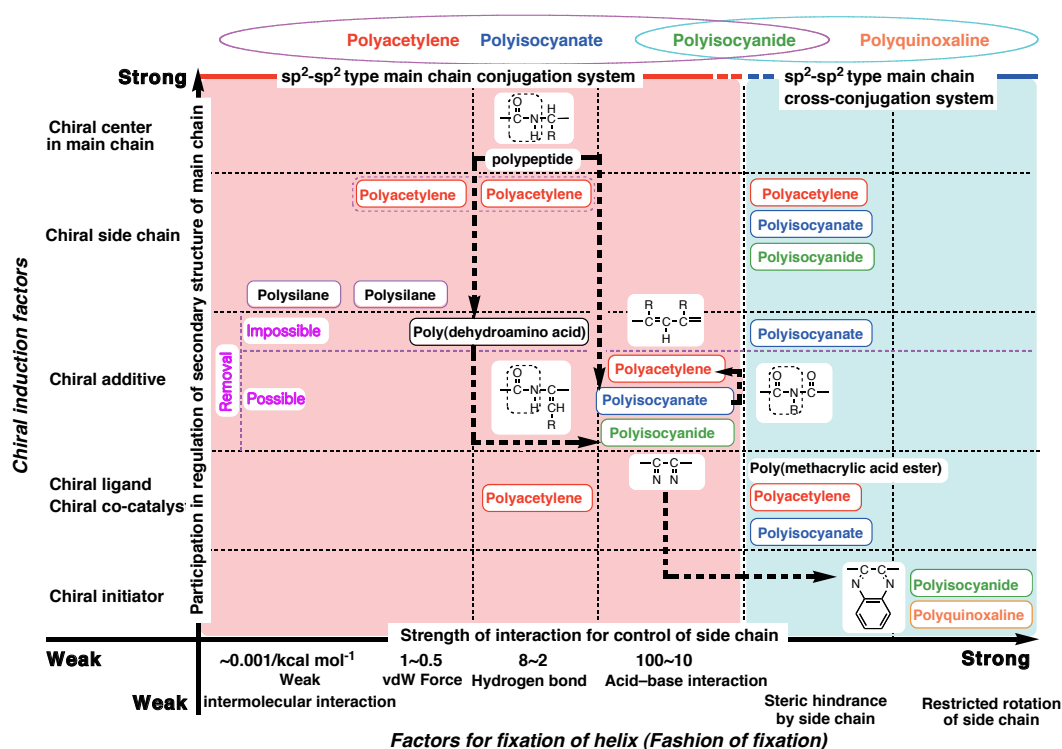 Polyacetylene Polyisocyanate Polyisocyanide Polyquinoxaline
Strong
sp2-sp2 type main chain conjugation system
sp2-sp2 type main chain
cross-conjugation system
Chiral induction factors
Participation in regulation of secondary structure of main chain
Chiral center
in main chain
O H
C N C
H R
polypeptide
Polyacetylene Polyacetylene Polyacetylene
Chiral side chain
Polyisocyanate
Polyisocyanide
Polysilane Polysilane
R R
C C C
H
Removal
Impossible
Poly(dehydroamino acid)
Polyisocyanate
Chiral additive
Possible
O
C N C
H CH
R
Polyacetylene
Polyisocyanate
Polyisocyanide
O O
C N C
R
Chiral ligand
Chiral co-catalys
C C
N N
Poly(methacrylic acid ester)
Polyacetylene
Polyacetylene
Polyisocyanate
Chiral initiator
C C
N N
Polyisocyanide
Polyquinoxaline
Strength of interaction for control of side chain
Weak
~0.001/kcal mol-1
Weak
intermolecular interaction
1~0.5
vdW Force
8~2
Hydrogen bond
100~10
Acid–base interaction
Strong
Weak
Steric hindrance
by side chain
Restricted rotation
of side chain
Factors for fixation of helix (Fashion of fixation)